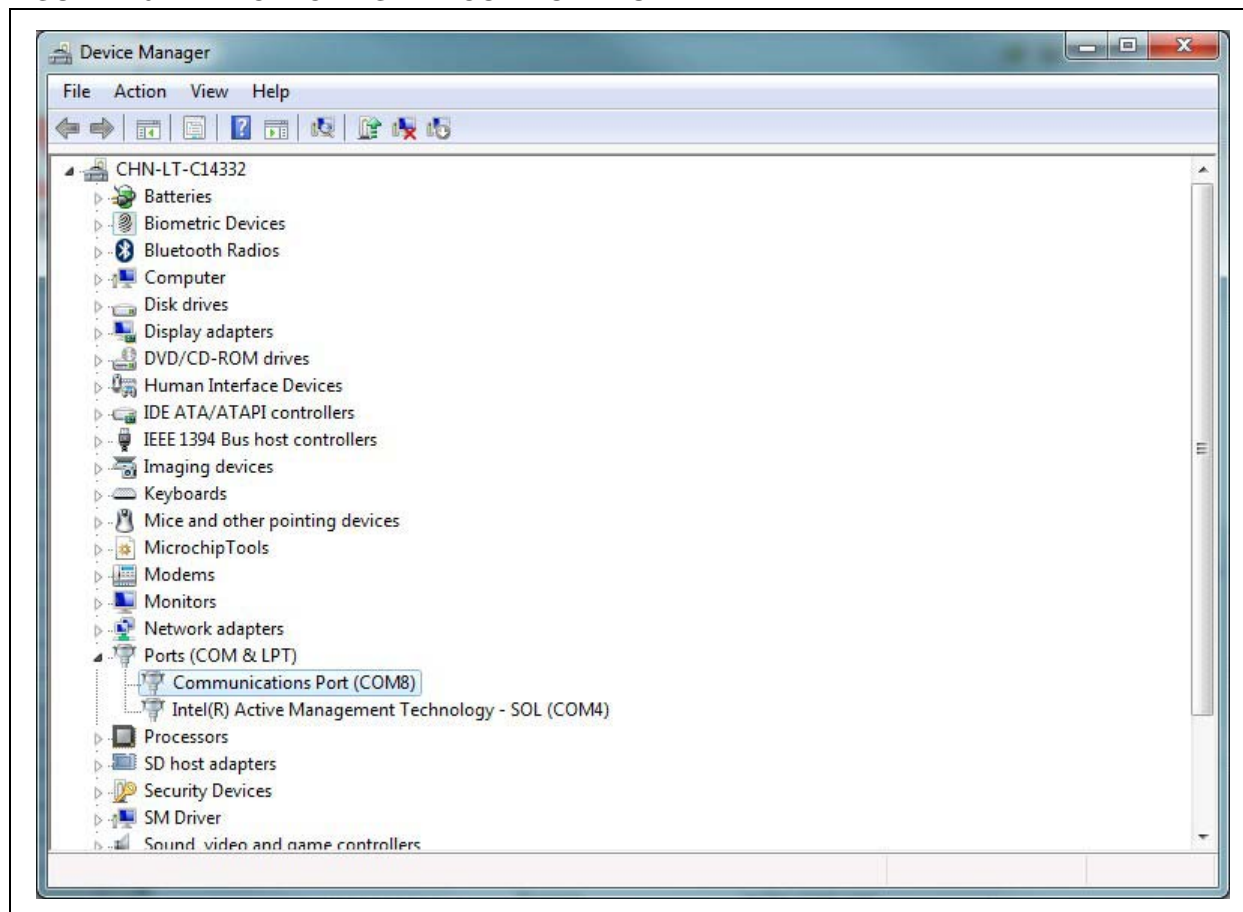 Device Manager
File Action View Help
CHN-LT-C14332
Batteries
Biometric Devices
Bluetooth Radios
Computer
Disk drives
Display adapters
DVD/CD-ROM drives
Human Interface Devices
IDE ATA/ATAPI controllers
IEEE 1394 Bus host controllers
Imaging devices
Keyboards
Mice and other pointing devices
MicrochipTools
Modems
Monitors
Network adapters
Ports (COM & LPT)
Communications Port (COM8)
Intel(R) Active Management Technology - SOL (COM4)
Processors
SD host adapters
Security Devices
SM Driver
Sound, video and game controllers